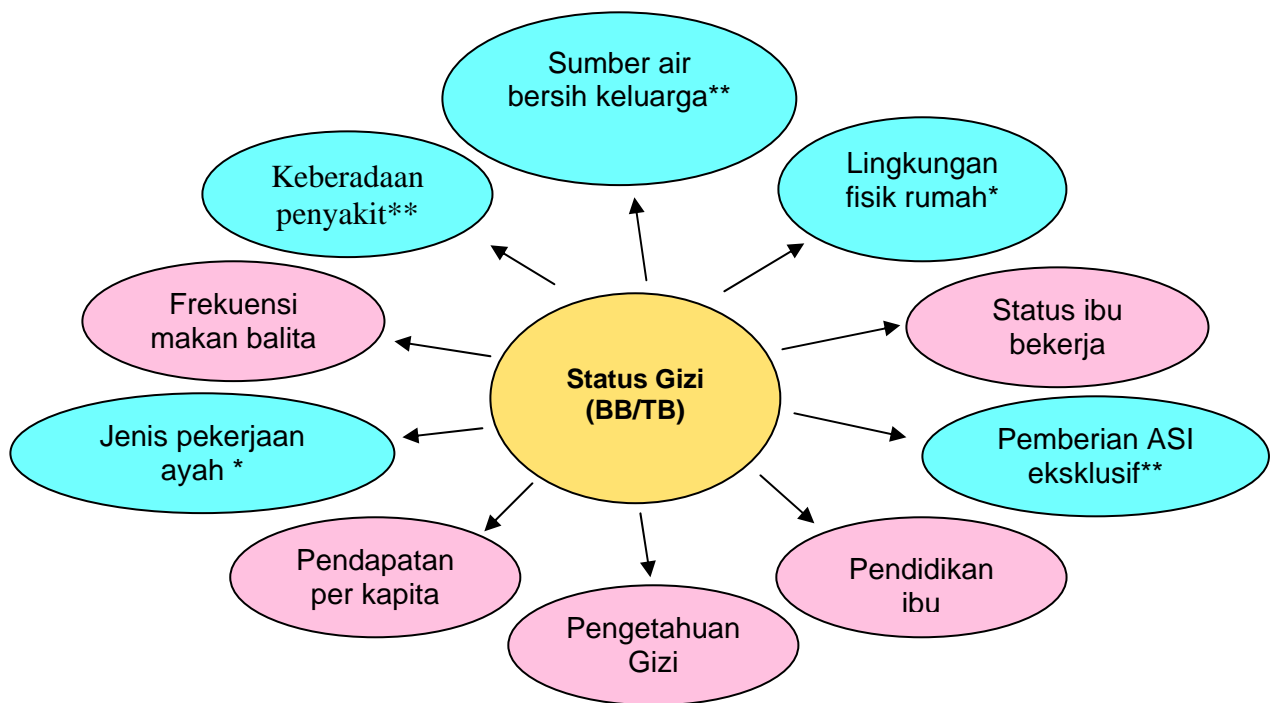 Sumber air
bersih keluarga**
Keberadaan
penyakit**
Lingkungan
fisik rumah*
Frekuensi
makan balita
Status ibu
bekerja
Status Gizi
(BB/TB)
Jenis pekerjaan
ayah *
Pemberian ASI
eksklusif**
Pendapatan
per kapita
Pendidikan
ibu
Pengetahuan
Gizi